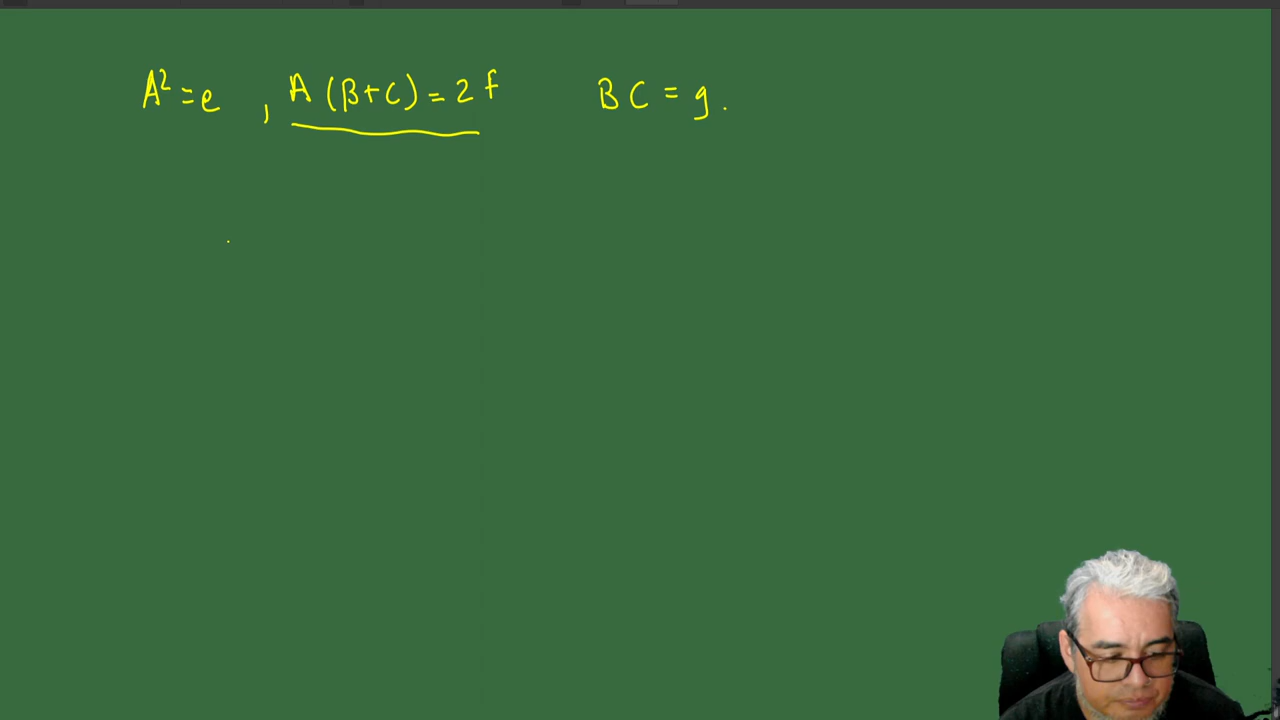 A² = e , A (B+C) = 2 f B C = g .